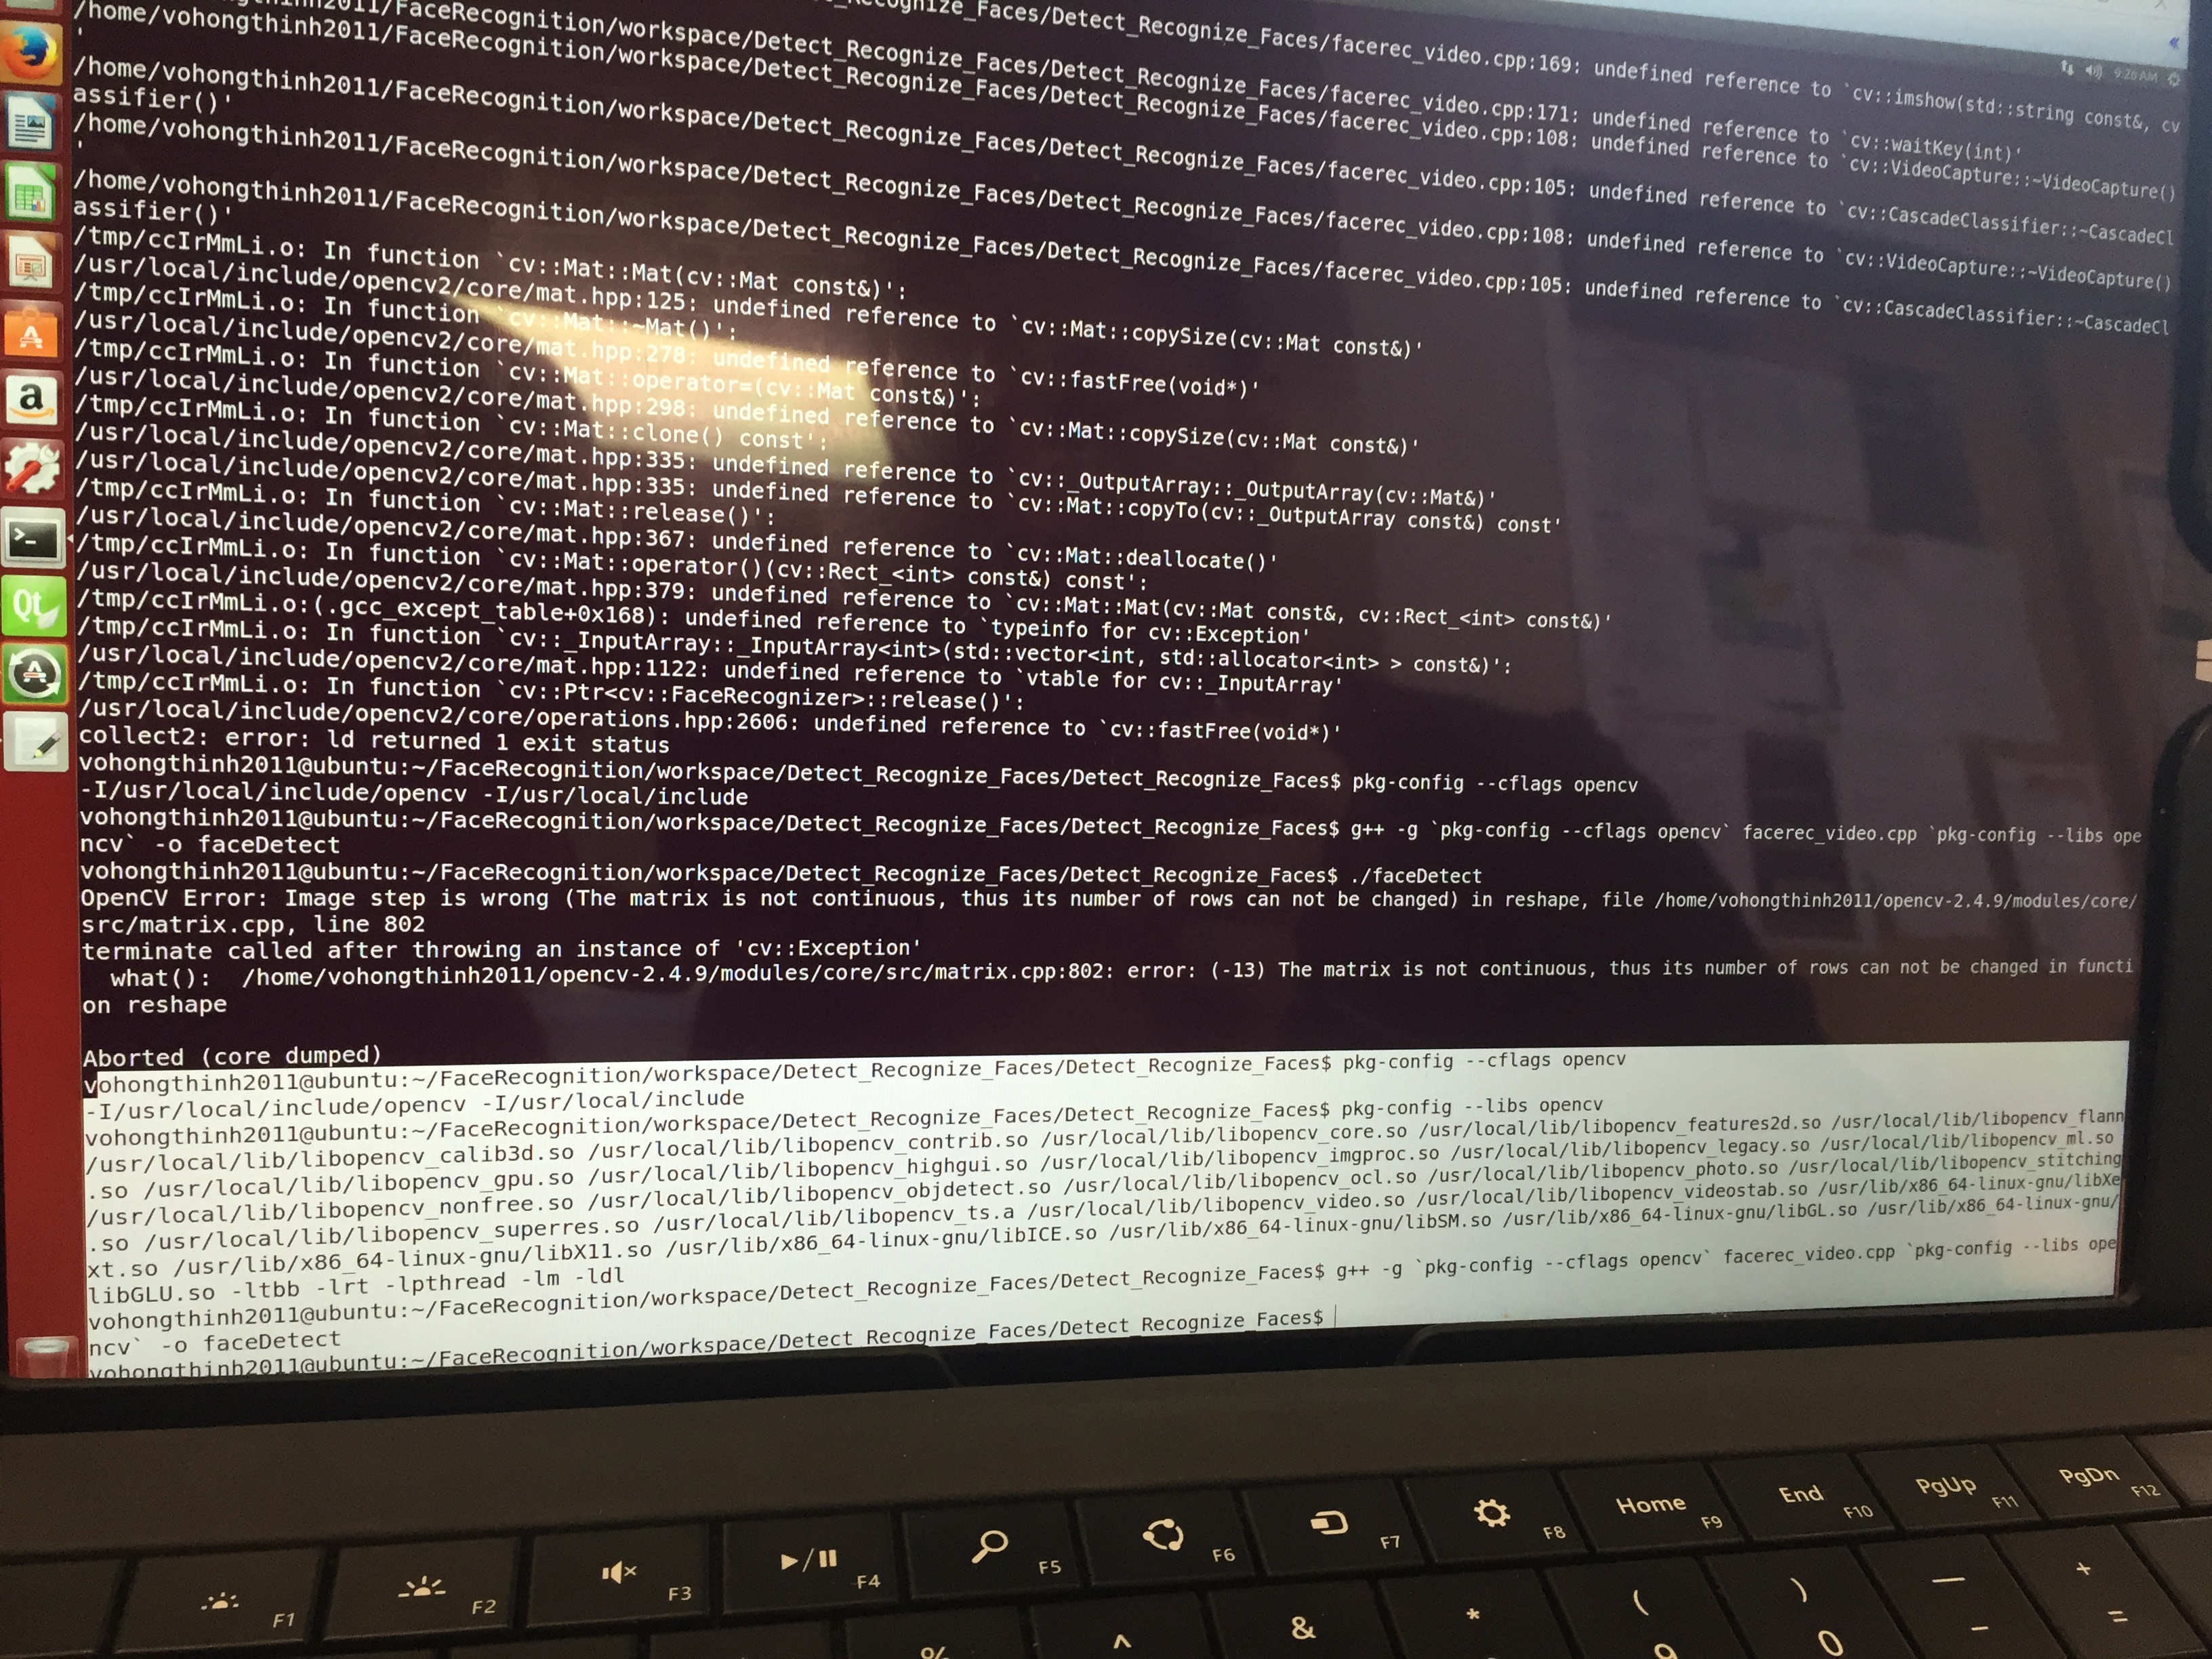 /home/vohongthinh2011/FaceRecognition/workspace/Detect_Recognize_Faces/Detect_Recognize_Faces/facerec_video.cpp:169: undefined reference to `cv::imshow(std::string const&, cv
/home/vohongthinh2011/FaceRecognition/workspace/Detect_Recognize_Faces/Detect_Recognize_Faces/facerec_video.cpp:171: undefined reference to `cv::waitKey(int)'
/home/vohongthinh2011/FaceRecognition/workspace/Detect_Recognize_Faces/Detect_Recognize_Faces/facerec_video.cpp:108: undefined reference to `cv::VideoCapture::~VideoCapture()
'
/home/vohongthinh2011/FaceRecognition/workspace/Detect_Recognize_Faces/Detect_Recognize_Faces/facerec_video.cpp:105: undefined reference to `cv::CascadeClassifier::~CascadeCl
assifier()'
/home/vohongthinh2011/FaceRecognition/workspace/Detect_Recognize_Faces/Detect_Recognize_Faces/facerec_video.cpp:108: undefined reference to `cv::VideoCapture::~VideoCapture()
'
/home/vohongthinh2011/FaceRecognition/workspace/Detect_Recognize_Faces/Detect_Recognize_Faces/facerec_video.cpp:105: undefined reference to `cv::CascadeClassifier::~CascadeCl
assifier()'
/tmp/ccIrMmLi.o: In function `cv::Mat::Mat(cv::Mat const&)':
/usr/local/include/opencv2/core/mat.hpp:125: undefined reference to `cv::Mat::copySize(cv::Mat const&)'
/tmp/ccIrMmLi.o: In function `cv::Mat::~Mat()':
/usr/local/include/opencv2/core/mat.hpp:278: undefined reference to `cv::fastFree(void*)'
/tmp/ccIrMmLi.o: In function `cv::Mat::operator=(cv::Mat const&)':
/usr/local/include/opencv2/core/mat.hpp:298: undefined reference to `cv::Mat::copySize(cv::Mat const&)'
/tmp/ccIrMmLi.o: In function `cv::Mat::clone() const':
/usr/local/include/opencv2/core/mat.hpp:335: undefined reference to `cv::_OutputArray::_OutputArray(cv::Mat&)'
/usr/local/include/opencv2/core/mat.hpp:335: undefined reference to `cv::Mat::copyTo(cv::_OutputArray const&) const'
/tmp/ccIrMmLi.o: In function `cv::Mat::release()':
/usr/local/include/opencv2/core/mat.hpp:367: undefined reference to `cv::Mat::deallocate()'
/tmp/ccIrMmLi.o: In function `cv::Mat::operator()(cv::Rect_<int> const&) const':
/usr/local/include/opencv2/core/mat.hpp:379: undefined reference to `cv::Mat::Mat(cv::Mat const&, cv::Rect_<int> const&)'
/tmp/ccIrMmLi.o:(.gcc_except_table+0x168): undefined reference to `typeinfo for cv::Exception'
/tmp/ccIrMmLi.o: In function `cv::_InputArray::_InputArray<int>(std::vector<int, std::allocator<int> > const&)':
/usr/local/include/opencv2/core/mat.hpp:1122: undefined reference to `vtable for cv::_InputArray'
/tmp/ccIrMmLi.o: In function `cv::Ptr<cv::FaceRecognizer>::release()':
/usr/local/include/opencv2/core/operations.hpp:2606: undefined reference to `cv::fastFree(void*)'
collect2: error: ld returned 1 exit status
vohongthinh2011@ubuntu:~/FaceRecognition/workspace/Detect_Recognize_Faces/Detect_Recognize_Faces$ pkg-config --cflags opencv
-I/usr/local/include/opencv -I/usr/local/include
vohongthinh2011@ubuntu:~/FaceRecognition/workspace/Detect_Recognize_Faces/Detect_Recognize_Faces$ g++ -g `pkg-config --cflags opencv` facerec_video.cpp `pkg-config --libs ope
ncv` -o faceDetect
vohongthinh2011@ubuntu:~/FaceRecognition/workspace/Detect_Recognize_Faces/Detect_Recognize_Faces$ ./faceDetect
OpenCV Error: Image step is wrong (The matrix is not continuous, thus its number of rows can not be changed) in reshape, file /home/vohongthinh2011/opencv-2.4.9/modules/core/
src/matrix.cpp, line 802
terminate called after throwing an instance of 'cv::Exception'
what(): /home/vohongthinh2011/opencv-2.4.9/modules/core/src/matrix.cpp:802: error: (-13) The matrix is not continuous, thus its number of rows can not be changed in functi
on reshape
Aborted (core dumped)
vohongthinh2011@ubuntu:~/FaceRecognition/workspace/Detect_Recognize_Faces/Detect_Recognize_Faces$ pkg-config --cflags opencv
-I/usr/local/include/opencv -I/usr/local/include
vohongthinh2011@ubuntu:~/FaceRecognition/workspace/Detect_Recognize_Faces/Detect_Recognize_Faces$ pkg-config --libs opencv
/usr/local/lib/libopencv_calib3d.so /usr/local/lib/libopencv_contrib.so /usr/local/lib/libopencv_core.so /usr/local/lib/libopencv_features2d.so /usr/local/lib/libopencv_flann
.so /usr/local/lib/libopencv_gpu.so /usr/local/lib/libopencv_highgui.so /usr/local/lib/libopencv_imgproc.so /usr/local/lib/libopencv_legacy.so /usr/local/lib/libopencv_ml.so
/usr/local/lib/libopencv_nonfree.so /usr/local/lib/libopencv_objdetect.so /usr/local/lib/libopencv_ocl.so /usr/local/lib/libopencv_photo.so /usr/local/lib/libopencv_stitching
.so /usr/local/lib/libopencv_superres.so /usr/local/lib/libopencv_ts.a /usr/local/lib/libopencv_video.so /usr/local/lib/libopencv_videostab.so /usr/lib/x86_64-linux-gnu/libXe
xt.so /usr/lib/x86_64-linux-gnu/libX11.so /usr/lib/x86_64-linux-gnu/libICE.so /usr/lib/x86_64-linux-gnu/libSM.so /usr/lib/x86_64-linux-gnu/libGL.so /usr/lib/x86_64-linux-gnu/
libGLU.so -ltbb -lrt -lpthread -lm -ldl
vohongthinh2011@ubuntu:~/FaceRecognition/workspace/Detect_Recognize_Faces/Detect_Recognize_Faces$ g++ -g `pkg-config --cflags opencv` facerec_video.cpp `pkg-config --libs ope
ncv` -o faceDetect
vohongthinh2011@ubuntu:~/FaceRecognition/workspace/Detect_Recognize_Faces/Detect_Recognize_Faces$
9:26 AM
a
Qt
F1 F2 F3 F4 F5 F6 F7 F8 Home F9 End F10 PgUp F11 PgDn F12
% ^ & * ( 9 ) 0 — - + =